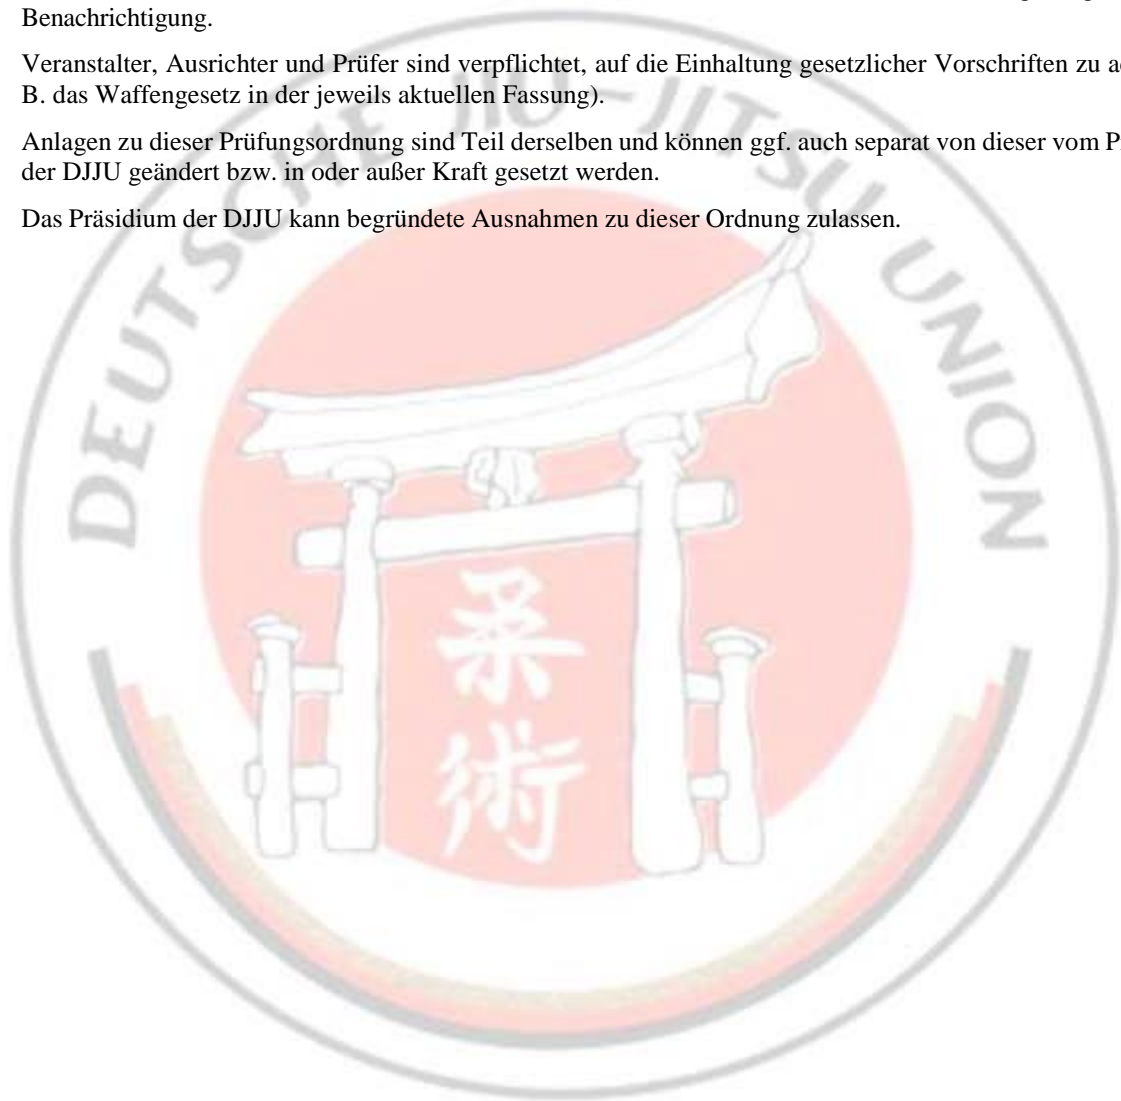 Benachrichtigung.
Veranstalter, Ausrichter und Prüfer sind verpflichtet, auf die Einhaltung gesetzlicher Vorschriften zu
B. das Waffengesetz in der jeweils aktuellen Fassung).
Anlagen zu dieser Prüfungsordnung sind Teil derselben und können ggf. auch separat von dieser vom
der DJJU geändert bzw. in oder außer Kraft gesetzt werden.
Das Präsidium der DJJU kann begründete Ausnahmen zu dieser Ordnung zulassen.
DEUTSCHE JIU-JITSU UNION
柔
術